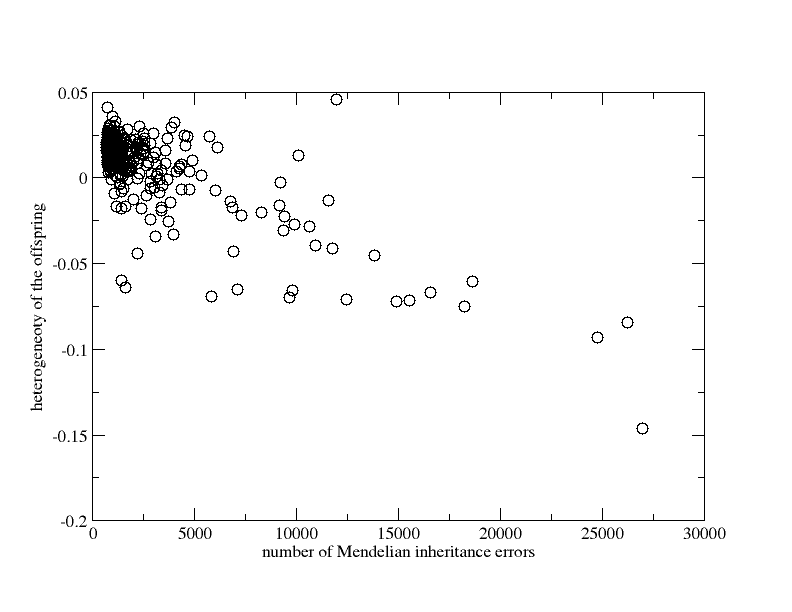 0.05
0
-0.05
-0.1
-0.15
-0.2
heterogeneoty of the offspring
0 5000 10000 15000 20000 25000 30000
number of Mendelian inheritance errors